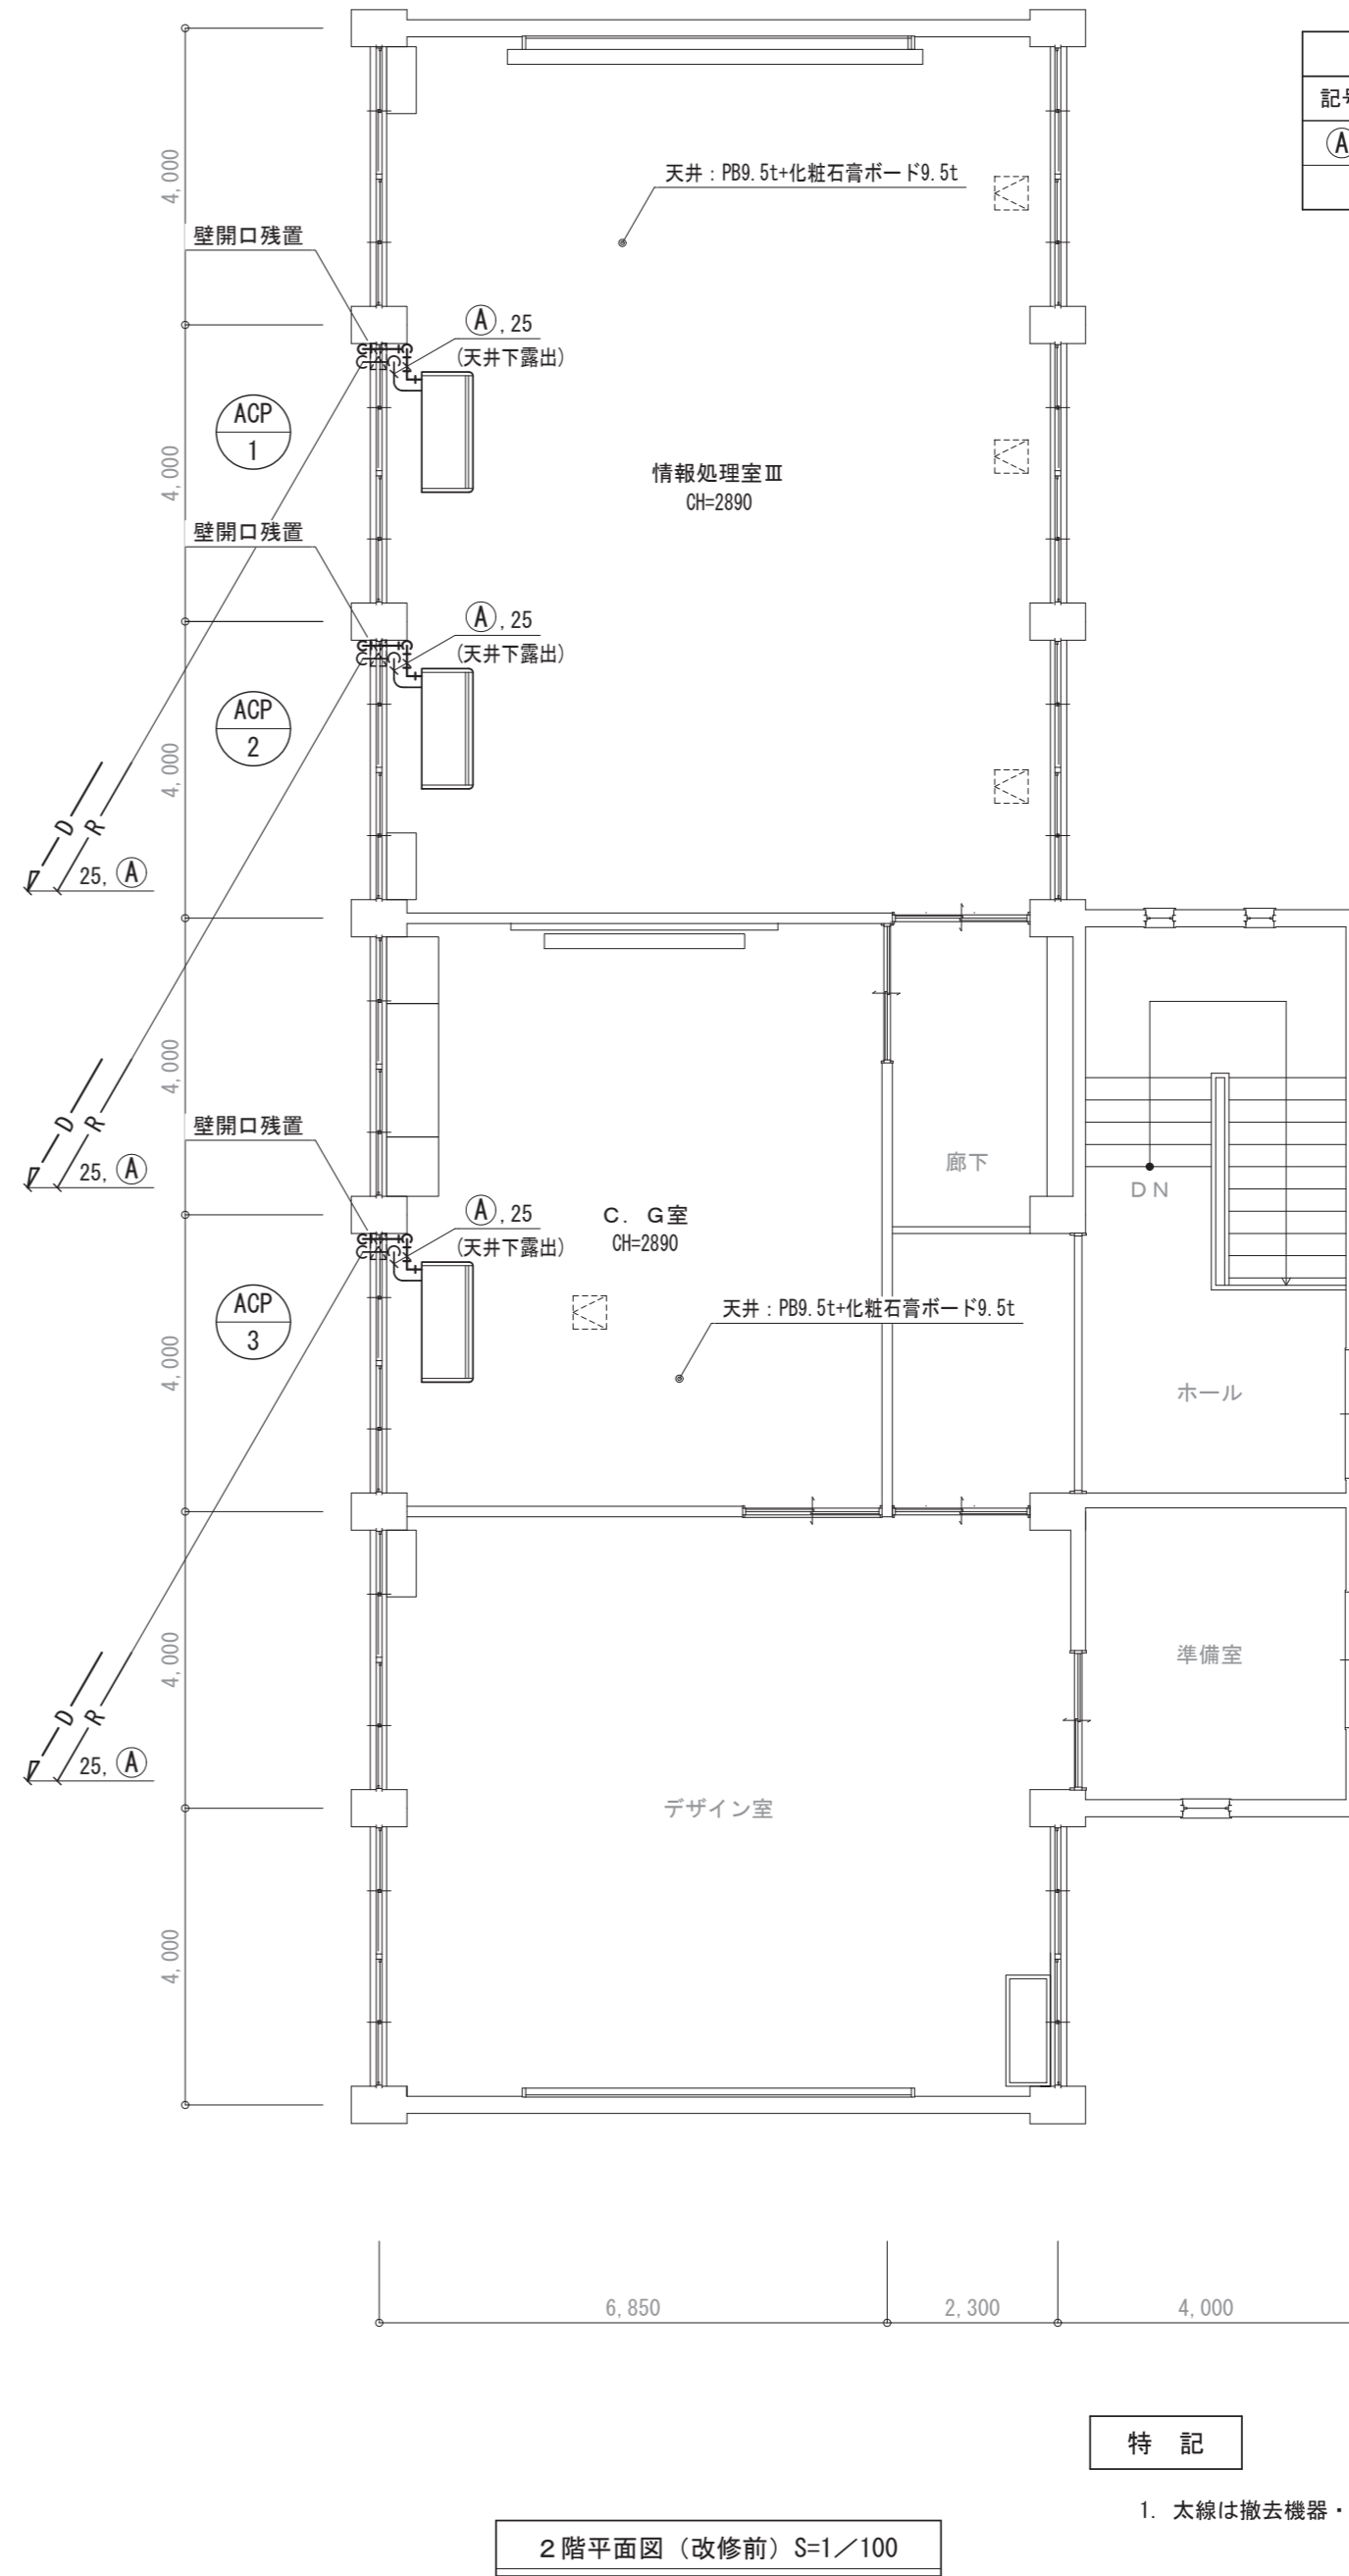 記号
Ⓐ
4,000
天井：PB9.5t+化粧石膏ボード9.5t
壁開口残置
Ⓐ,25
(天井下露出)
ACP
1
4,000
情報処理室Ⅲ
CH=2890
壁開口残置
Ⓐ,25
(天井下露出)
ACP
2
4,000
D
R
25,Ⓐ
4,000
D
R
25,Ⓐ
壁開口残置
廊下
DN
Ⓐ,25
(天井下露出)
C．G室
CH=2890
ACP
3
天井：PB9.5t+化粧石膏ボード9.5t
4,000
ホール
4,000
D
R
25,Ⓐ
準備室
デザイン室
4,000
6,850
2,300
4,000
特 記
1. 太線は撤去機器・
２階平面図（改修前）S=1／100